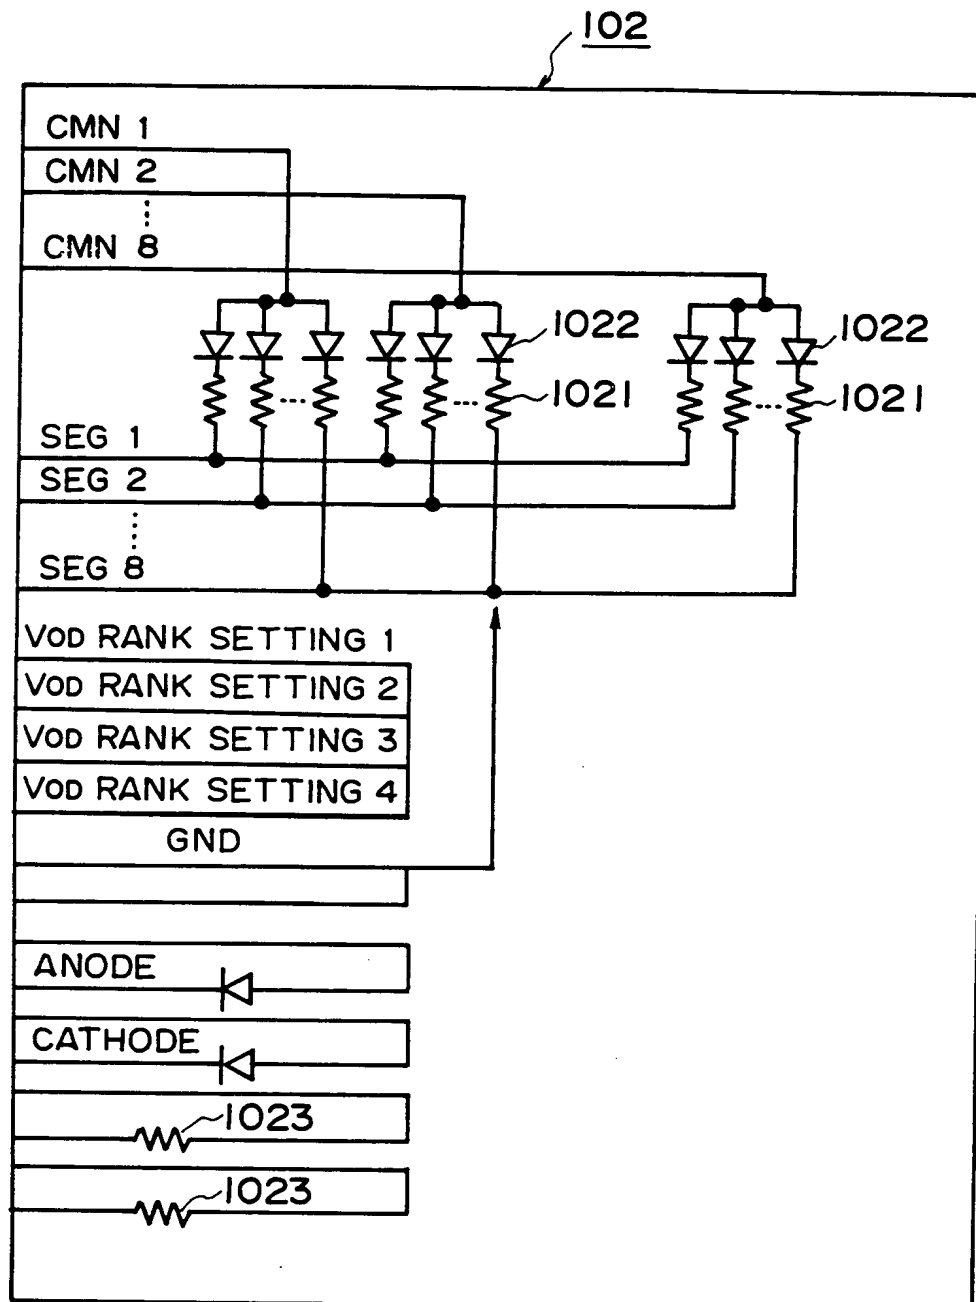 102
CMN 1
CMN 2
CMN 8
1022
1022
1021
1021
SEG 1
SEG 2
SEG 8
VOD RANK SETTING 1
VOD RANK SETTING 2
VOD RANK SETTING 3
VOD RANK SETTING 4
GND
ANODE
CATHODE
1023
1023